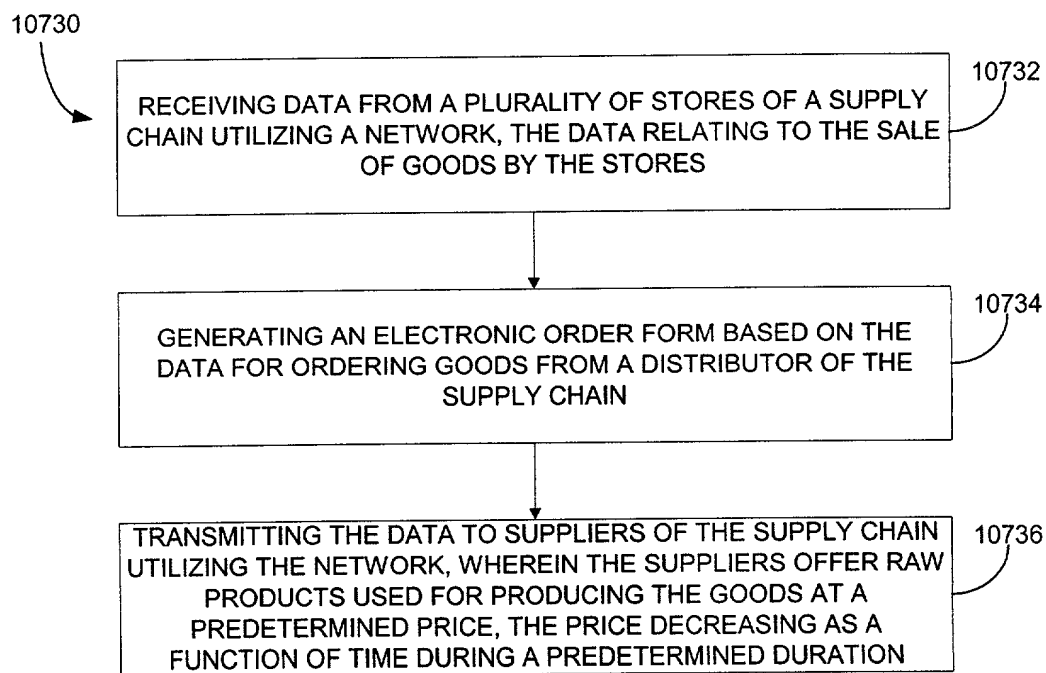 10730
RECEIVING DATA FROM A PLURALITY OF STORES OF A SUPPLY
CHAIN UTILIZING A NETWORK, THE DATA RELATING TO THE SALE
OF GOODS BY THE STORES
10732
GENERATING AN ELECTRONIC ORDER FORM BASED ON THE
DATA FOR ORDERING GOODS FROM A DISTRIBUTOR OF THE
SUPPLY CHAIN
10734
TRANSMITTING THE DATA TO SUPPLIERS OF THE SUPPLY CHAIN
UTILIZING THE NETWORK, WHEREIN THE SUPPLIERS OFFER RAW
PRODUCTS USED FOR PRODUCING THE GOODS AT A
PREDETERMINED PRICE, THE PRICE DECREASING AS A
FUNCTION OF TIME DURING A PREDETERMINED DURATION
10736